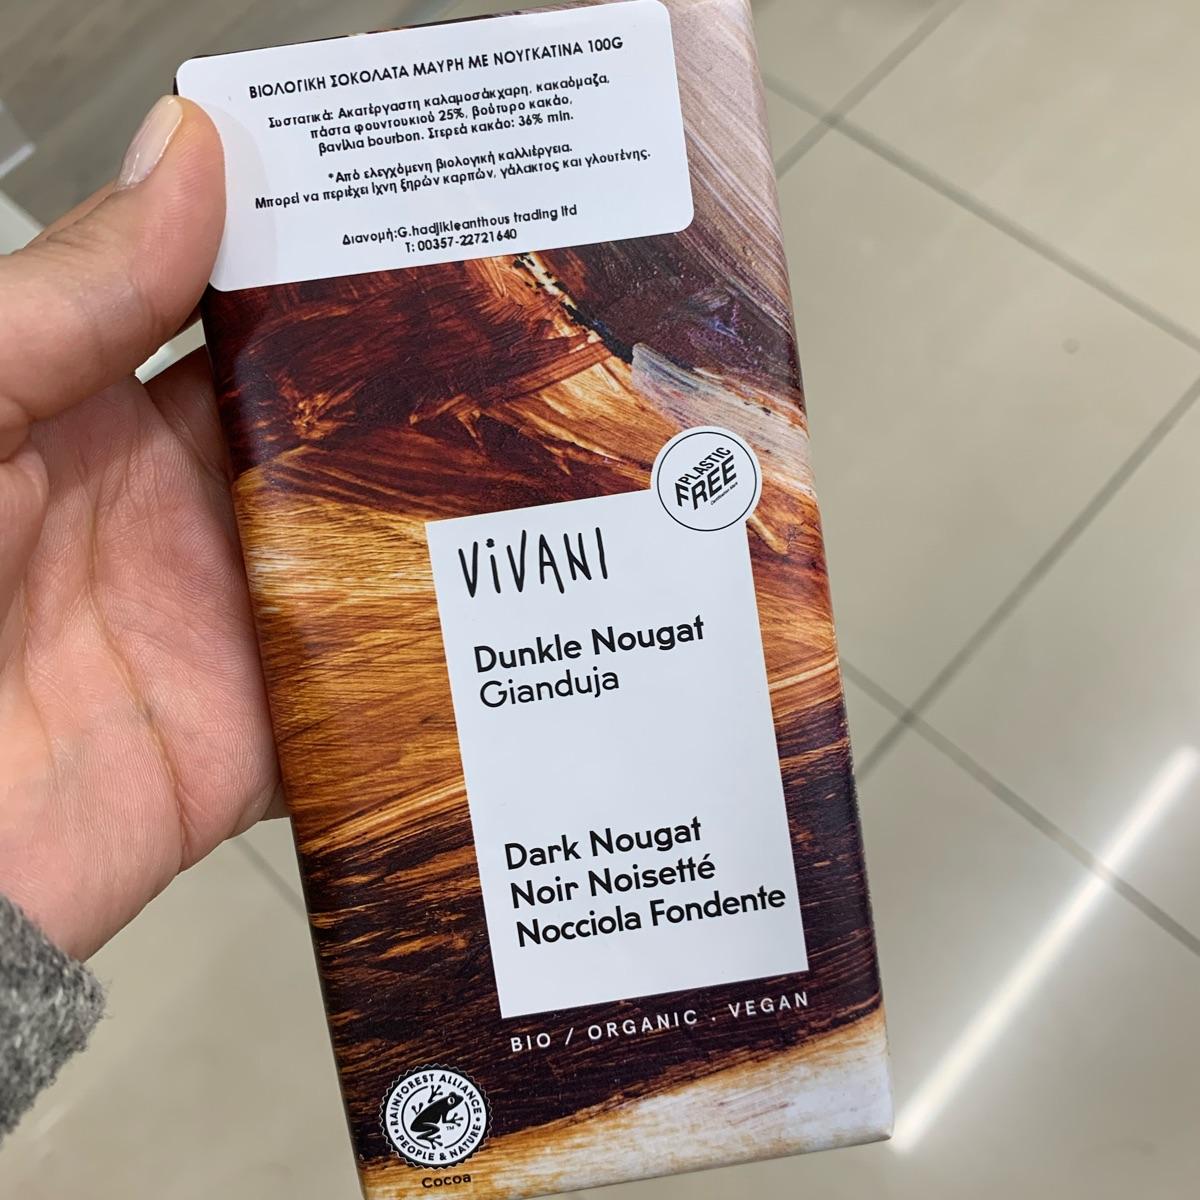 ΒΙΟΛΟΓΙΚΗ ΣΟΚΟΛΑΤΑ ΜΑΥΡΗ ΜΕ ΝΟΥΓΚΑΤΙΝΑ 100G
Συστατικά: Ακατέργαστη καλαμοσάκχαρη, κακαόμαζα,
πάστα φουντουκιού 25%, βούτυρο κακάο,
βανίλια bourbon. Στερεά κακάο: 36% min.
*Από ελεγχόμενη βιολογική καλλιέργεια.
Μπορεί να περιέχει ίχνη ξηρών καρπών, γάλακτος και γλουτένης.
Διανομή:G.hadjikleanthous trading ltd
T: 00357-22721640
PLASTIC
FREE
ViVANI
Dunkle Nougat
Gianduja
Dark Nougat
Noir Noisetté
Nocciola Fondente
BIO / ORGANIC . VEGAN
RAINFOREST ALLIANCE
PEOPLE & NATURE
TM
Cocoa